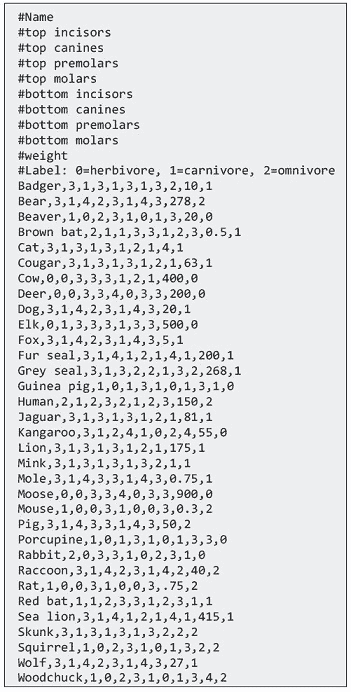 #Name
#top incisors
#top canines
#top premolars
#top molars
#bottom incisors
#bottom canines
#bottom premolars
#bottom molars
#weight
#Label: 0=herbivore, 1=carnivore, 2=omnivore
Badger,3,1,3,1,3,1,3,2,10,1
Bear,3,1,4,2,3,1,4,3,278,2
Beaver,1,0,2,3,1,0,1,3,20,0
Brown bat,2,1,1,3,3,1,2,3,0.5,1
Cat,3,1,3,1,3,1,2,1,4,1
Cougar,3,1,3,1,3,1,2,1,63,1
Cow,0,0,3,3,3,1,2,1,400,0
Deer,0,0,3,3,4,0,3,3,200,0
Dog,3,1,4,2,3,1,4,3,20,1
Elk,0,1,3,3,3,1,3,3,500,0
Fox,3,1,4,2,3,1,4,3,5,1
Fur seal,3,1,4,1,2,1,4,1,200,1
Grey seal,3,1,3,2,2,1,3,2,268,1
Guinea pig,1,0,1,3,1,0,1,3,1,0
Human,2,1,2,3,2,1,2,3,150,2
Jaguar,3,1,3,1,3,1,2,1,81,1
Kangaroo,3,1,2,4,1,0,2,4,55,0
Lion,3,1,3,1,3,1,2,1,175,1
Mink,3,1,3,1,3,1,3,2,1,1
Mole,3,1,4,3,3,1,4,3,0.75,1
Moose,0,0,3,3,4,0,3,3,900,0
Mouse,1,0,0,3,1,0,0,3,0.3,2
Pig,3,1,4,3,3,1,4,3,50,2
Porcupine,1,0,1,3,1,0,1,3,3,0
Rabbit,2,0,3,3,1,0,2,3,1,0
Raccoon,3,1,4,2,3,1,4,2,40,2
Rat,1,0,0,3,1,0,0,3,.75,2
Red bat,1,1,2,3,3,1,2,3,1,1
Sea lion,3,1,4,1,2,1,4,1,415,1
Skunk,3,1,3,1,3,1,3,2,2,2
Squirrel,1,0,2,3,1,0,1,3,2,2
Wolf,3,1,4,2,3,1,4,3,27,1
Woodchuck,1,0,2,3,1,0,1,3,4,2